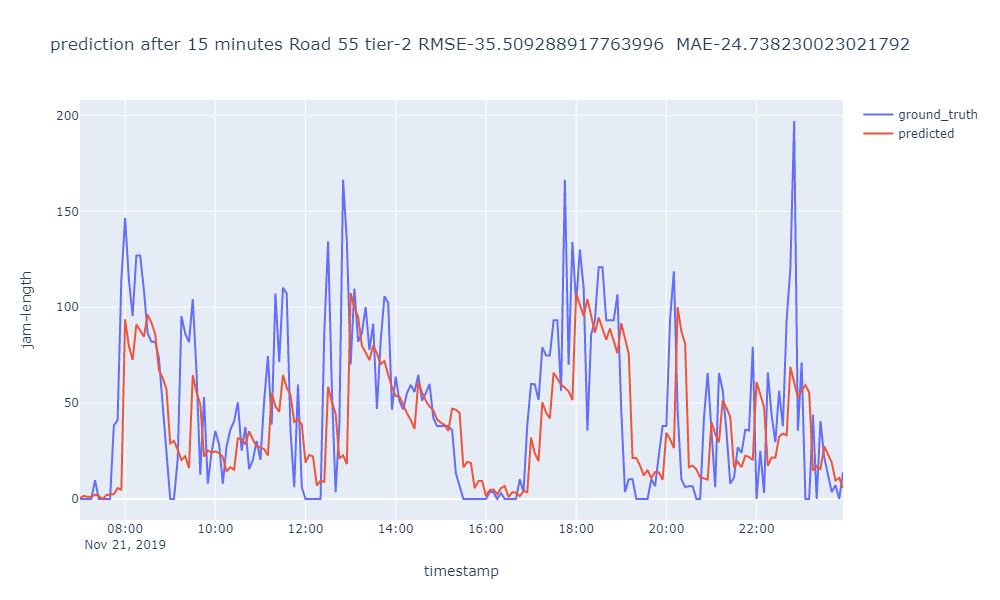 prediction after 15 minutes Road 55 tier-2 RMSE-35.509288917763996  MAE-24.738230023021792
ground_truth
predicted
200
150
100
50
0
jam-length
08:00 10:00 12:00 14:00 16:00 18:00 20:00 22:00
Nov 21, 2019
timestamp